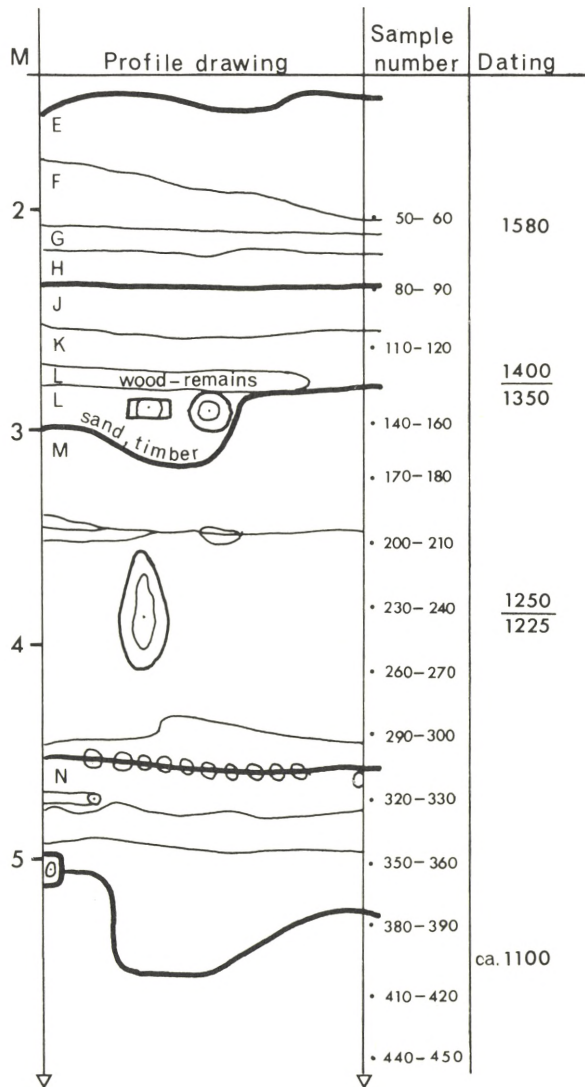 M Profile drawing Sample number Dating
E
F
2 50–60 1580
G
H
80–90
J
K 110–120
L wood–remains 1400
1350
L
140–160
3 sand, timber
M
170–180
200–210
230–240 1250
1225
4
260–270
290–300
N
320–330
5 350–360
380–390
ca. 1100
410–420
440–450